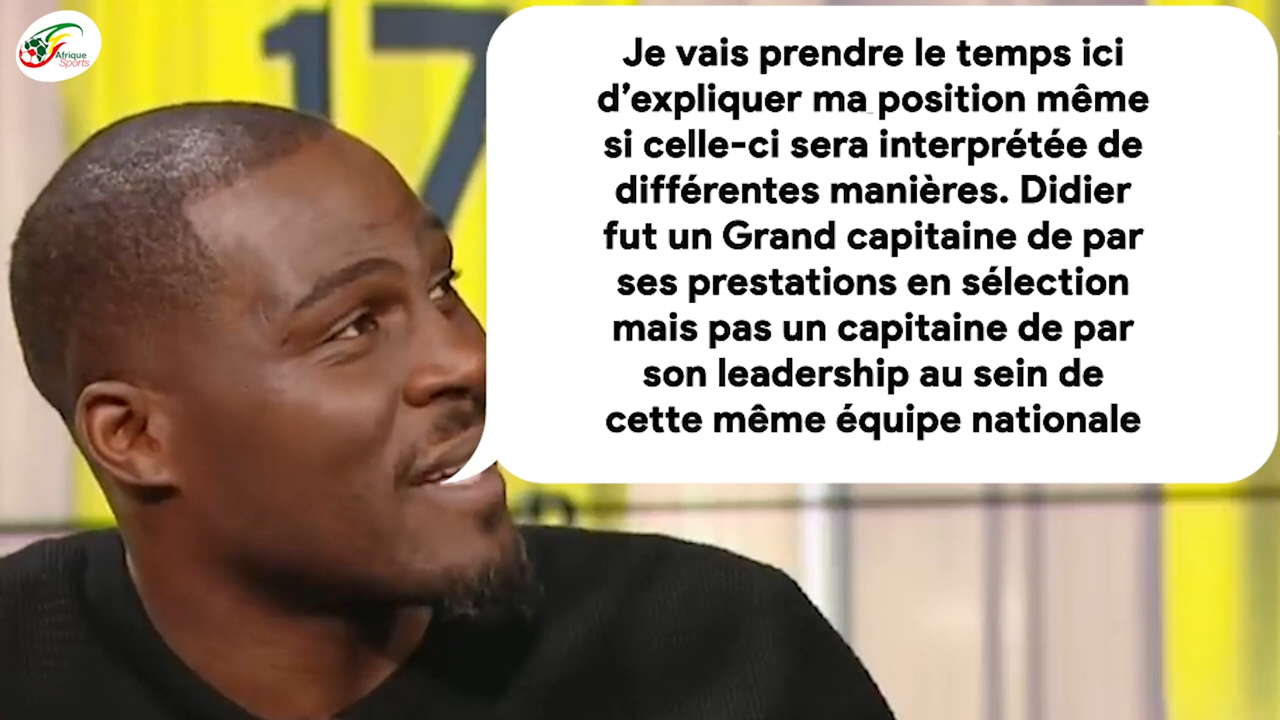 Afrique
Sports
17
Je vais prendre le temps ici
d’expliquer ma position même
si celle-ci sera interprétée de
différentes manières. Didier
fut un Grand capitaine de par
ses prestations en sélection
mais pas un capitaine de par
son leadership au sein de
cette même équipe nationale